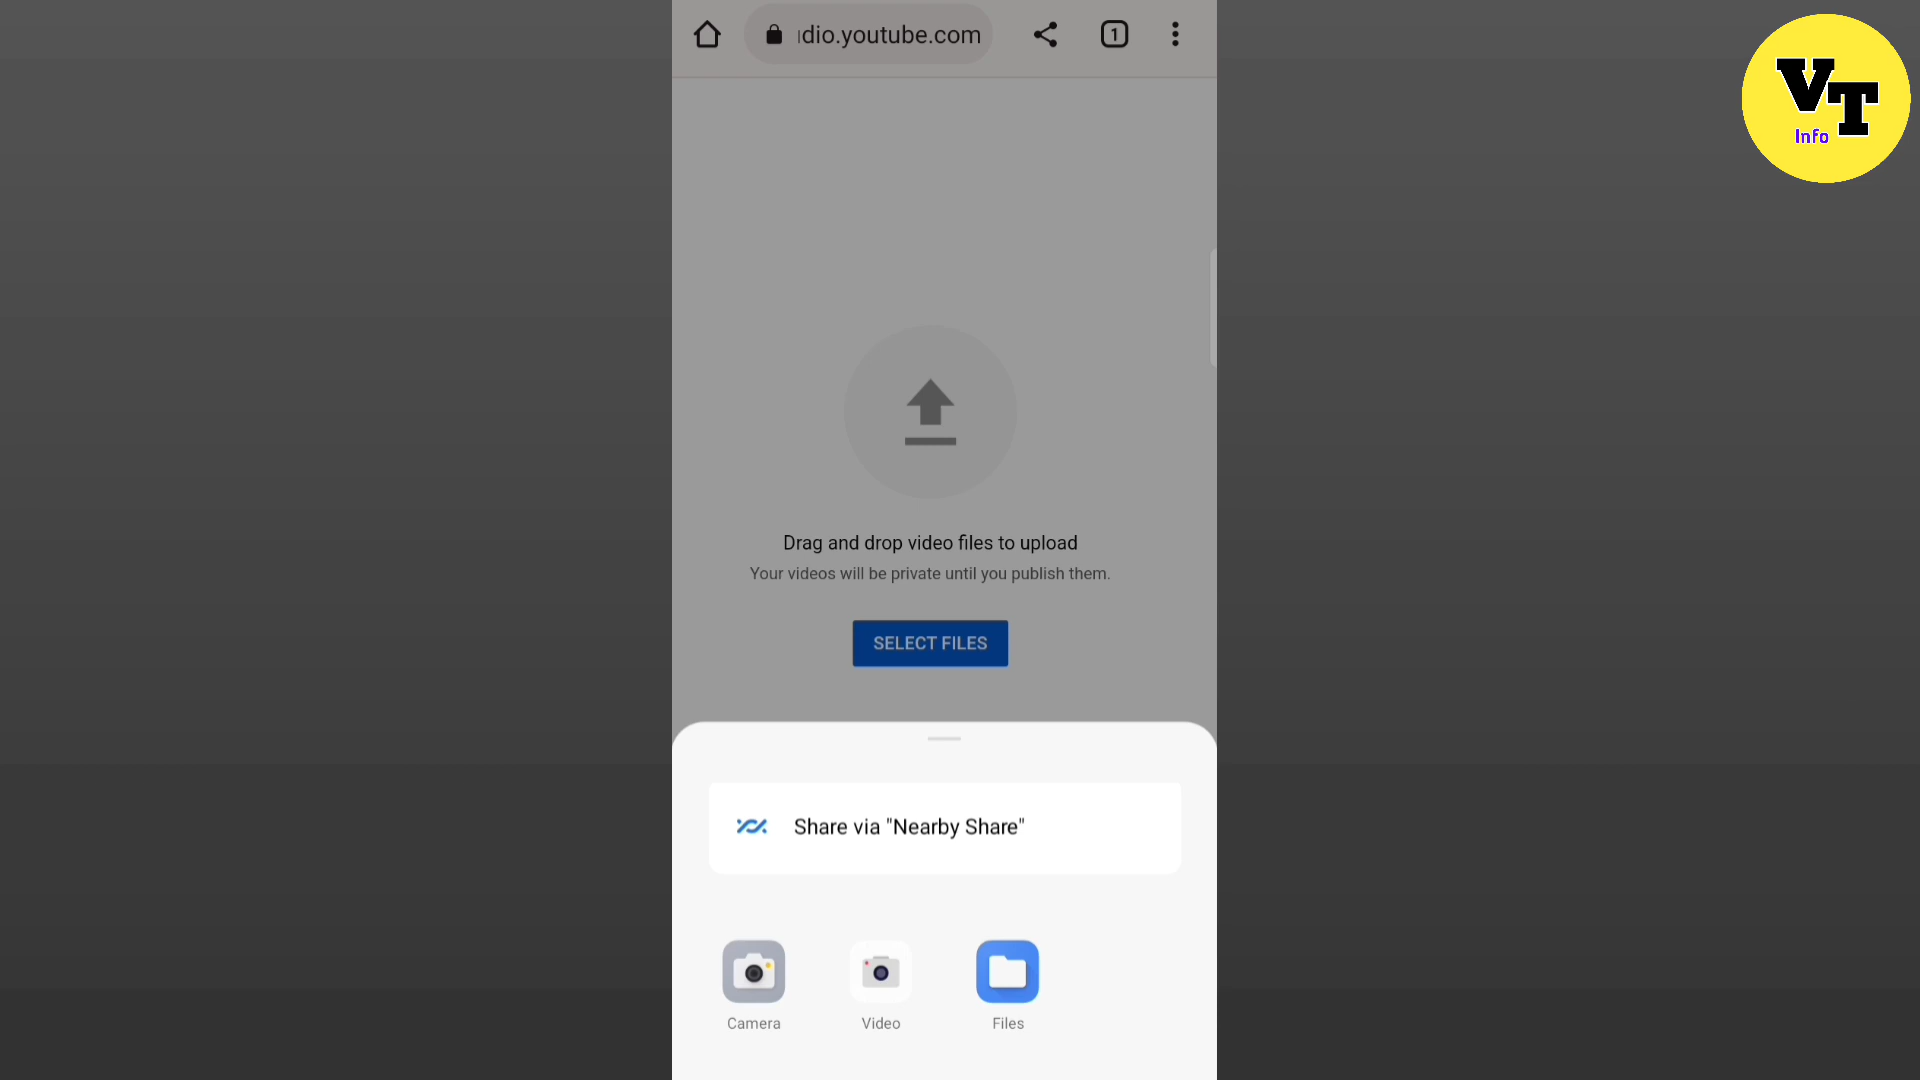 dio.youtube.com
1
VT
Info
Drag and drop video files to upload
Your videos will be private until you publish them.
SELECT FILES
Share via "Nearby Share"
Camera Video Files